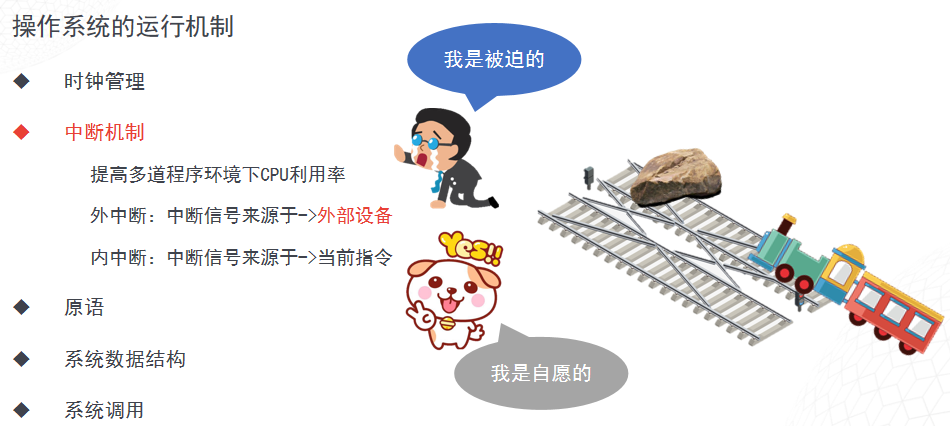 操作系统的运行机制
我是被迫的
◆ 时钟管理
◆ 中断机制
提高多道程序环境下CPU利用率
外中断：中断信号来源于->外部设备
内中断：中断信号来源于->当前指令
YES!!
◆ 原语
◆ 系统数据结构
我是自愿的
◆ 系统调用